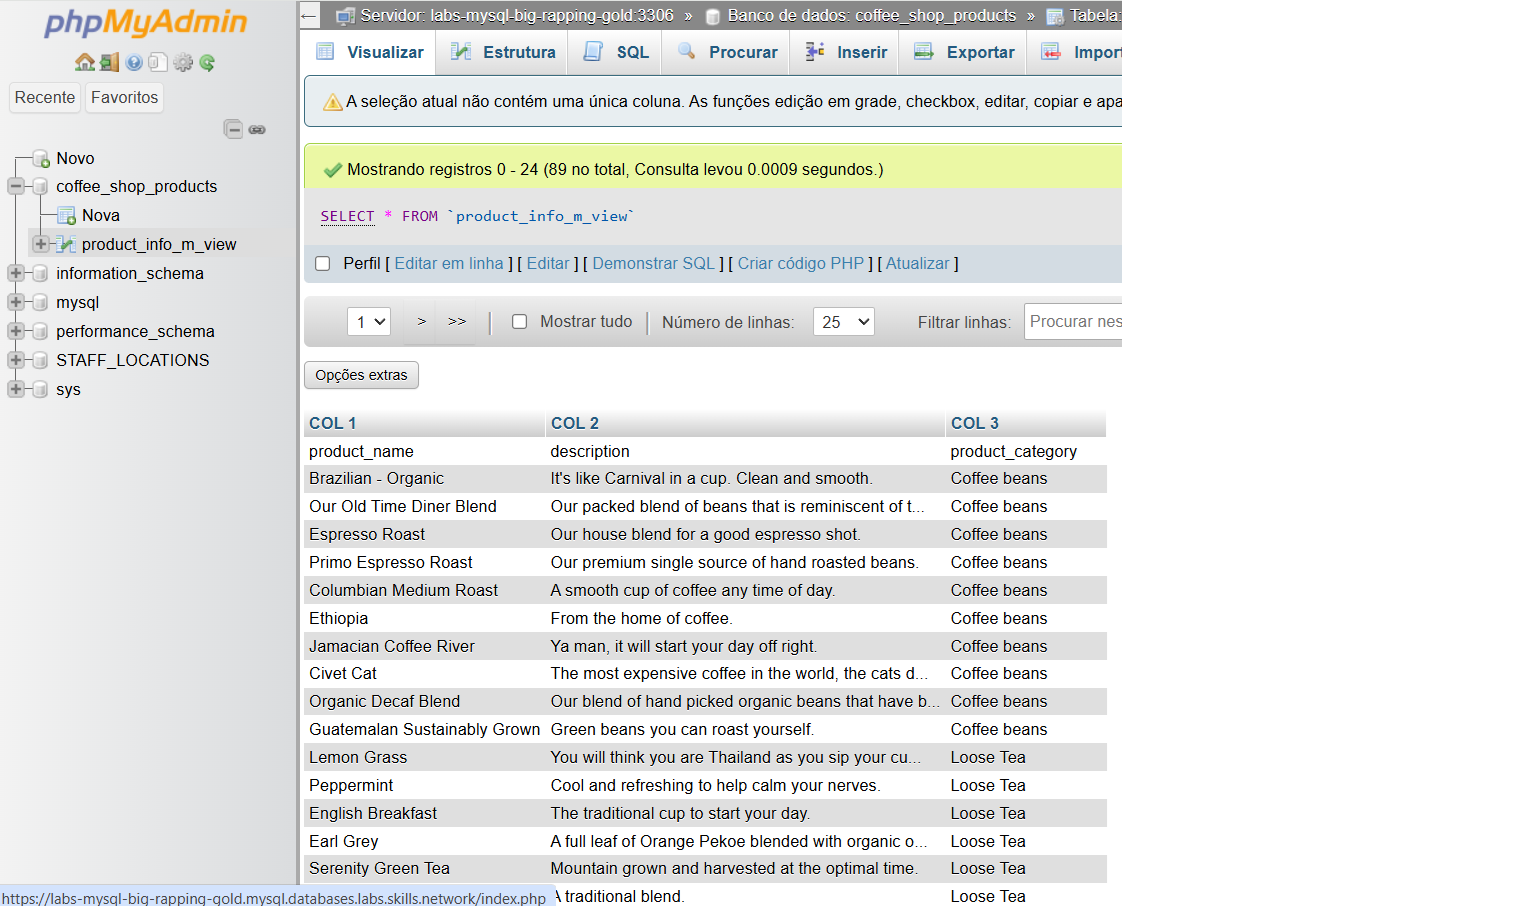 phpMyAdmin
Recente Favoritos
Novo
coffee_shop_products
Nova
product_info_m_view
information_schema
mysql
performance_schema
STAFF_LOCATIONS
sys
← Servidor: labs-mysql-big-rapping-gold:3306 » Banco de dados: coffee_shop_products » Tabela:
Visualizar Estrutura SQL Procurar Inserir Exportar Import
A seleção atual não contém uma única coluna. As funções edição em grade, checkbox, editar, copiar e apa
Mostrando registros 0 - 24 (89 no total, Consulta levou 0.0009 segundos.)
SELECT * FROM `product_info_m_view`
Perfil [ Editar em linha ] [ Editar ] [ Demonstrar SQL ] [ Criar código PHP ] [ Atualizar ]
1 > >> | Mostrar tudo | Número de linhas: 25 Filtrar linhas: Procurar nes
Opções extras
COL 1 COL 2 COL 3
product_name description product_category
Brazilian - Organic It's like Carnival in a cup. Clean and smooth. Coffee beans
Our Old Time Diner Blend Our packed blend of beans that is reminiscent of t... Coffee beans
Espresso Roast Our house blend for a good espresso shot. Coffee beans
Primo Espresso Roast Our premium single source of hand roasted beans. Coffee beans
Columbian Medium Roast A smooth cup of coffee any time of day. Coffee beans
Ethiopia From the home of coffee. Coffee beans
Jamacian Coffee River Ya man, it will start your day off right. Coffee beans
Civet Cat The most expensive coffee in the world, the cats d... Coffee beans
Organic Decaf Blend Our blend of hand picked organic beans that have b... Coffee beans
Guatemalan Sustainably Grown Green beans you can roast yourself. Coffee beans
Lemon Grass You will think you are Thailand as you sip your cu... Loose Tea
Peppermint Cool and refreshing to help calm your nerves. Loose Tea
English Breakfast The traditional cup to start your day. Loose Tea
Earl Grey A full leaf of Orange Pekoe blended with organic o... Loose Tea
Serenity Green Tea Mountain grown and harvested at the optimal time. Loose Tea
A traditional blend. Loose Tea
https://labs-mysql-big-rapping-gold.mysql.databases.labs.skills.network/index.php